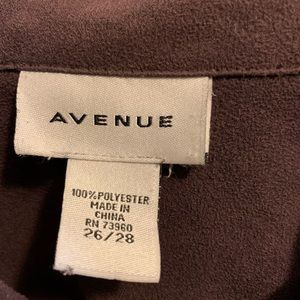 AVENUE
100% POLYESTER
MADE IN
CHINA
RN 73960
26/28